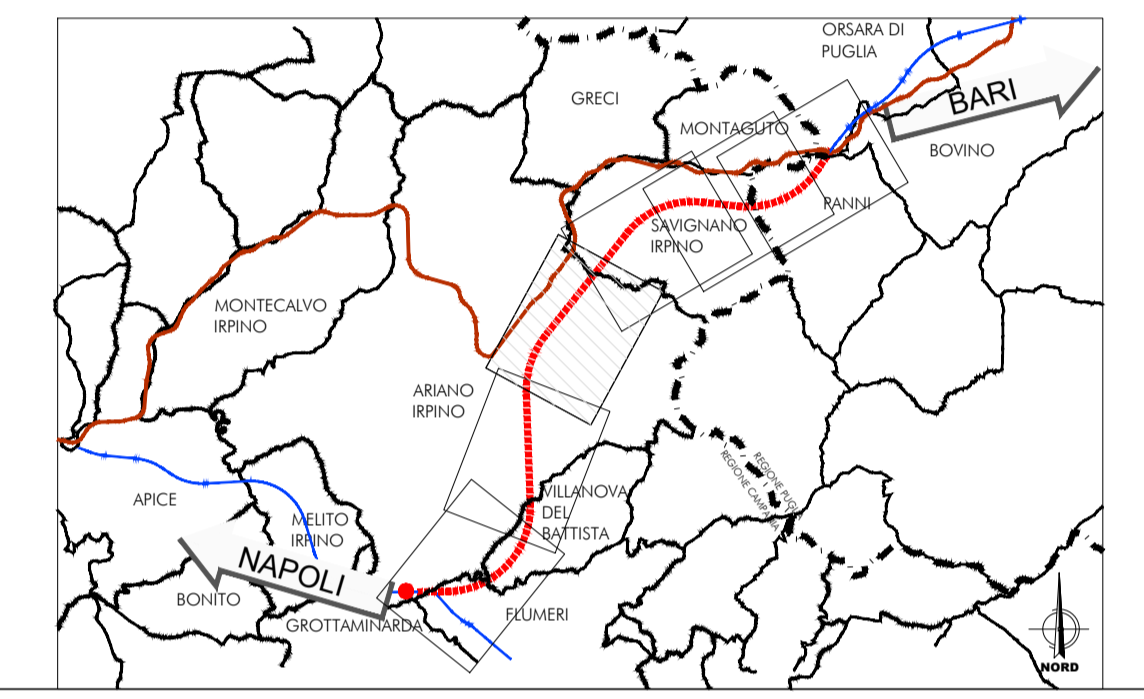 ORSARA DI
PUGLIA
GRECI
BARI
MONTAGUTO
BOVINO
PANNI
SAVIGNANO
IRPINO
MONTECALVO
IRPINO
ARIANO
IRPINO
REGIONE PUGLIA
REGIONE CAMPANIA
APICE
VILLANOVA
DEL
BATTISTA
MELITO
IRPINO
NAPOLI
BONITO
GROTTAMINARDA
FLUMERI
NORD